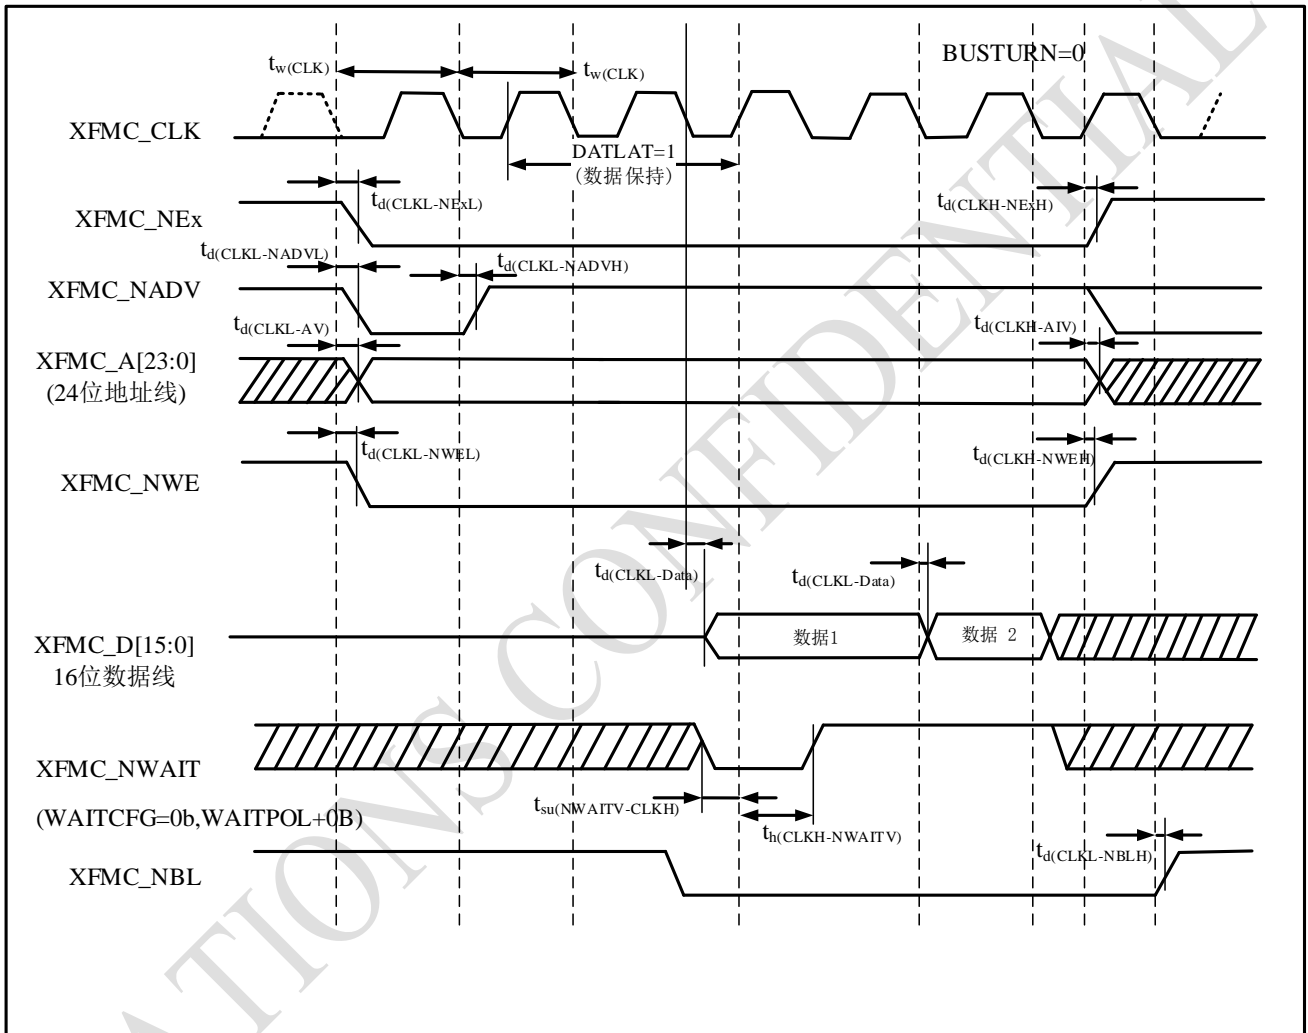 BUSTURN=0
tw(CLK)
tw(CLK)
XFMC_CLK
DATLAT=1
(数据保持)
td(CLKL-NExL)
td(CLKH-NExH)
XFMC_NEx
td(CLKL-NADVL)
td(CLKL-NADVH)
XFMC_NADV
td(CLKL-AV)
td(CLKH-AIV)
XFMC_A[23:0]
(24位地址线)
td(CLKL-NWEL)
td(CLKH-NWEH)
XFMC_NWE
td(CLKL-Data)
td(CLKL-Data)
XFMC_D[15:0]
16位数据线
数据1
数据 2
XFMC_NWAIT
(WAITCFG=0b,WAITPOL+0B)
tsu(NWAITV-CLKH)
th(CLKH-NWAITV)
td(CLKL-NBLH)
XFMC_NBL
ATIONS CONFIDENTIAL